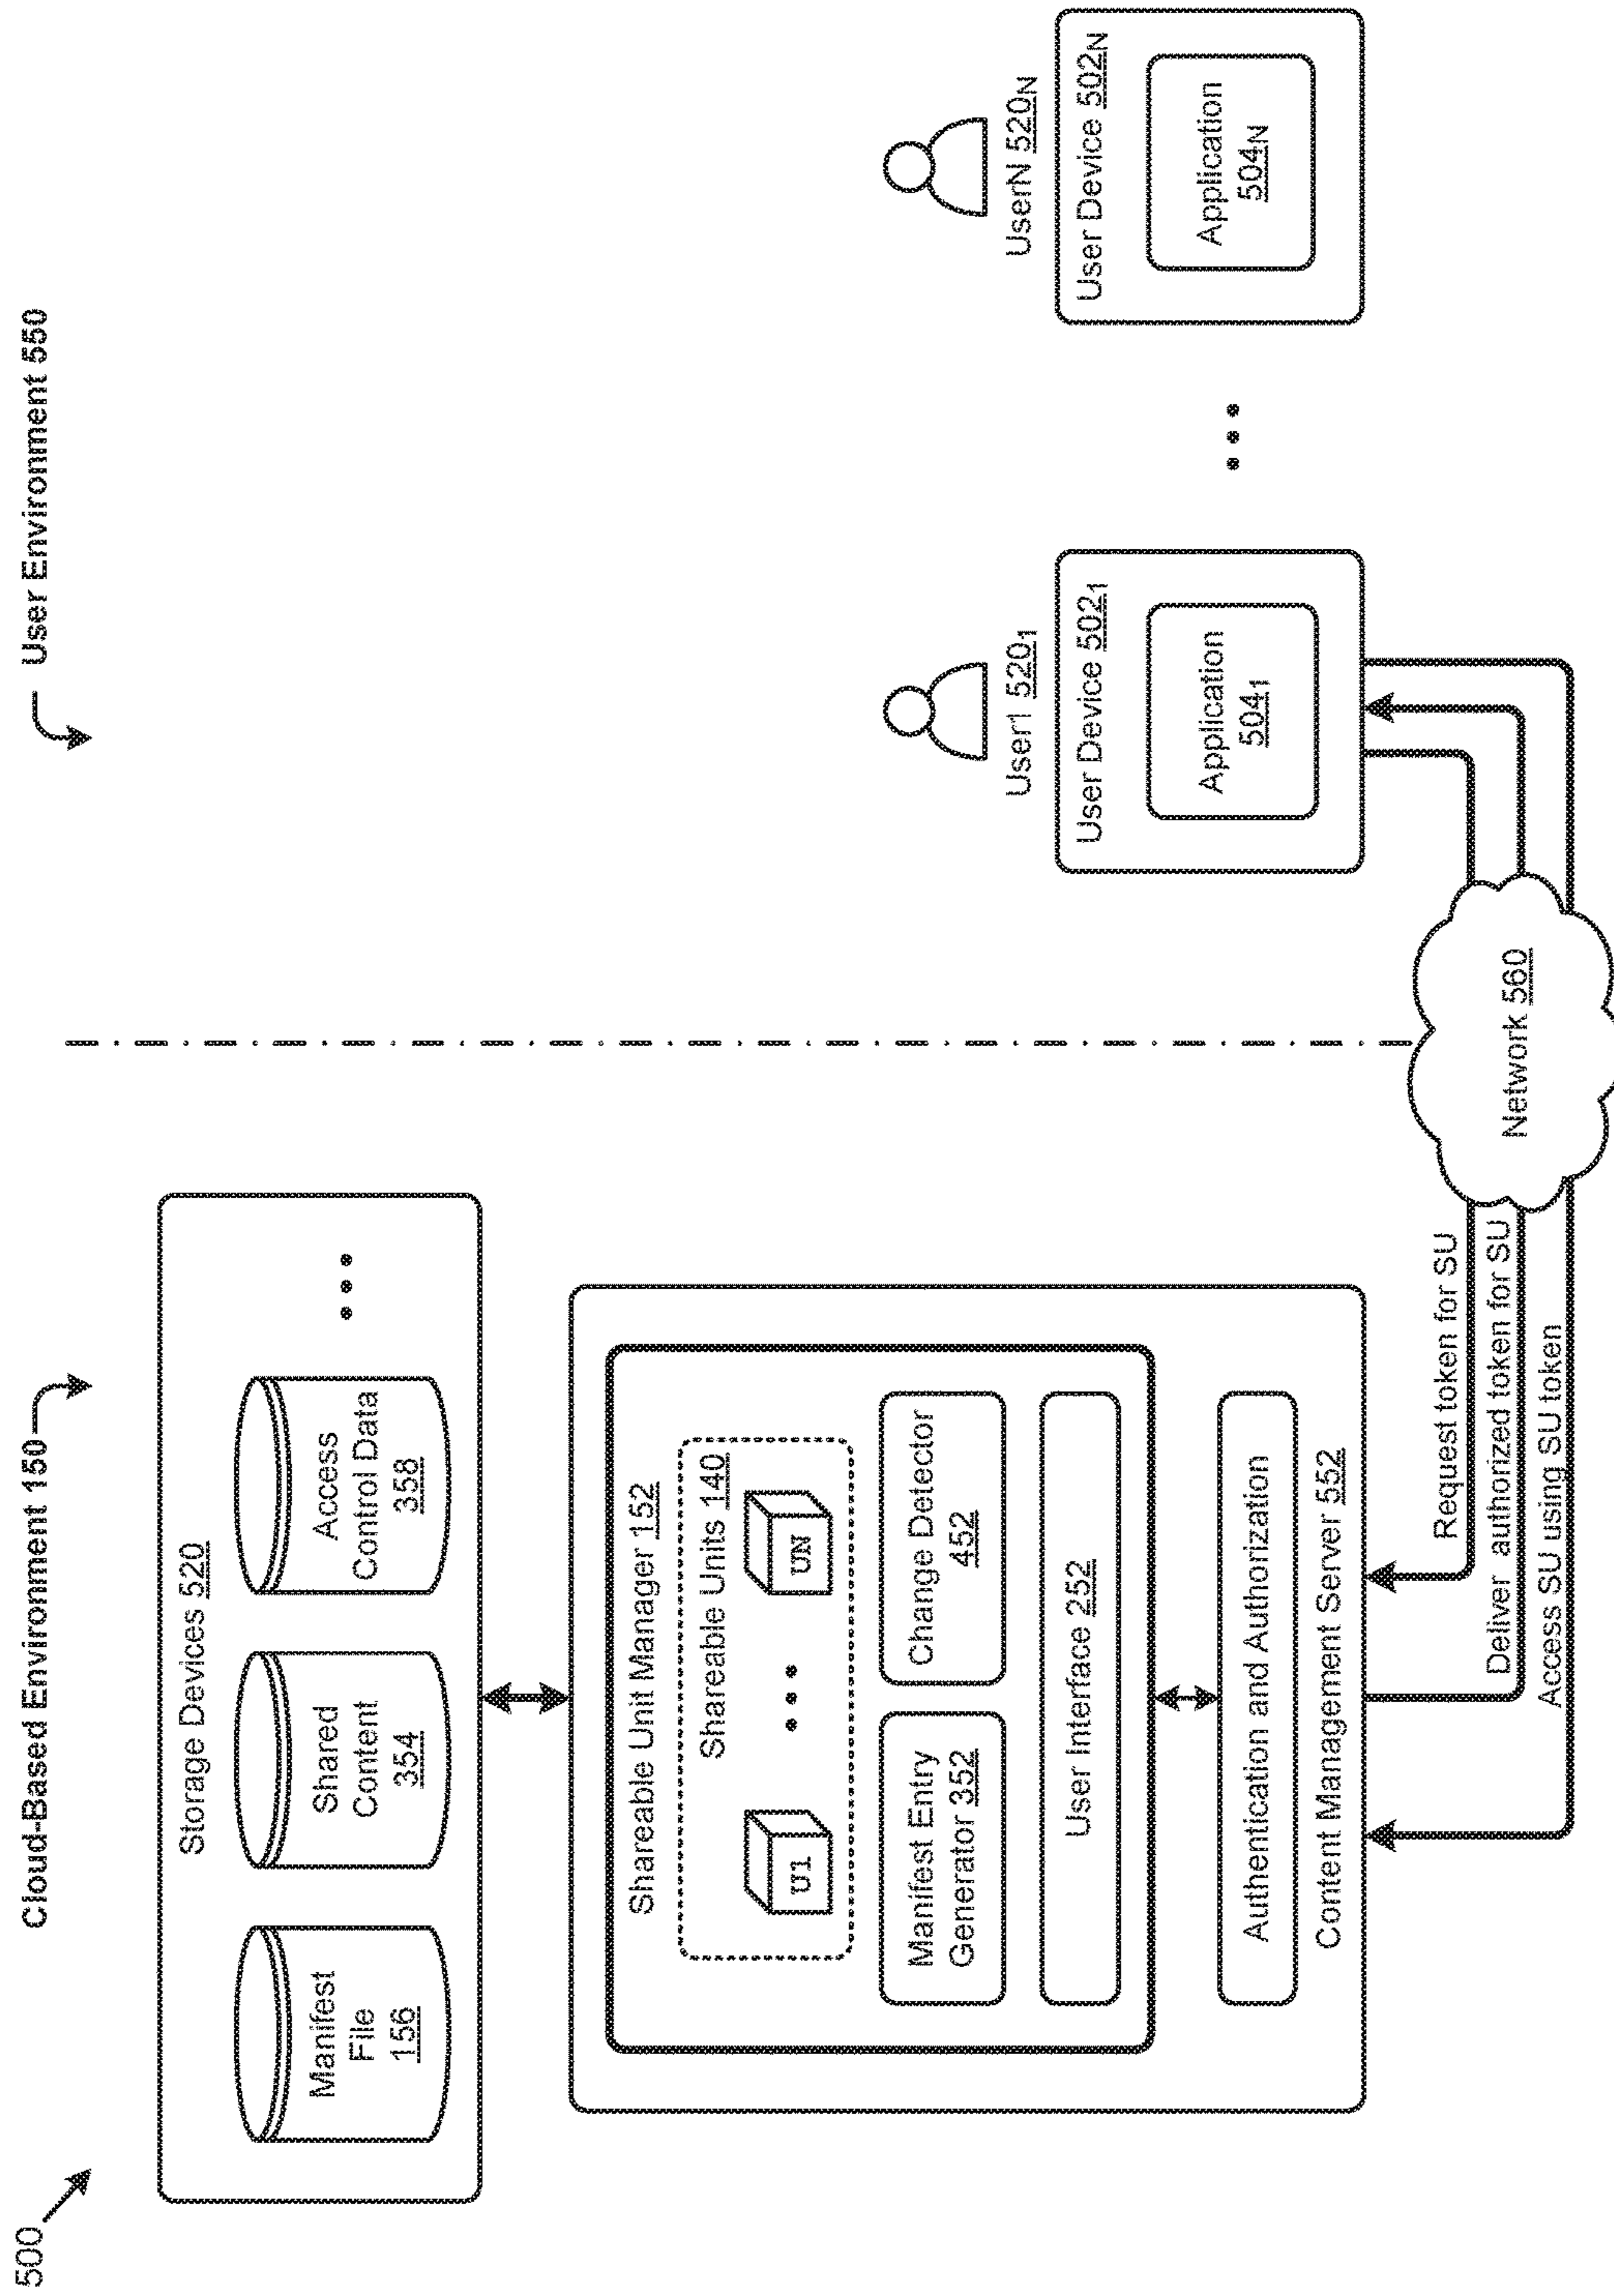 500
Cloud-Based Environment 150
User Environment 550
Storage Devices 520
Manifest
File
156
Shared
Content
354
Access
Control Data
358
Shareable Unit Manager 152
Shareable Units 140
U1
UN
Manifest Entry
Generator 352
Change Detector
452
User Interface 252
Authentication and Authorization
Content Management Server 552
User1 520₁
User Device 502₁
Application
504₁
UserN 520N
User Device 502N
Application
504N
Request token for SU
Deliver authorized token for SU
Access SU using SU token
Network 560